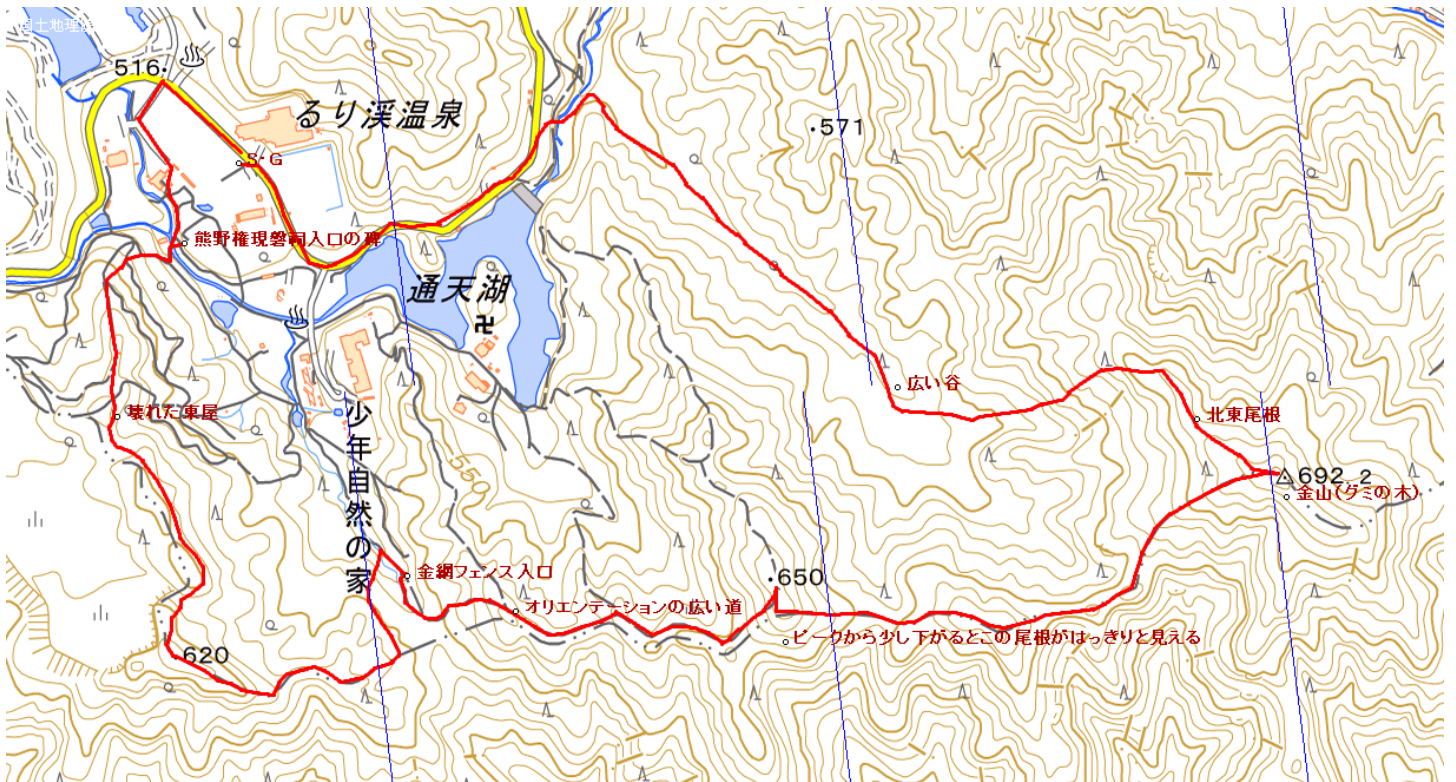 国土地理院
516
るり渓温泉
571
S・G
熊野権現磐祠入口の碑
通天湖
卍
広い谷
壊れた東屋
北東尾根
少年自然の家
550
692.2
金山(グミの木)
金網フェンス入口
650
オリエンテーションの広い道
ピークから少し下がるとこの尾根がはっきりと見える
620